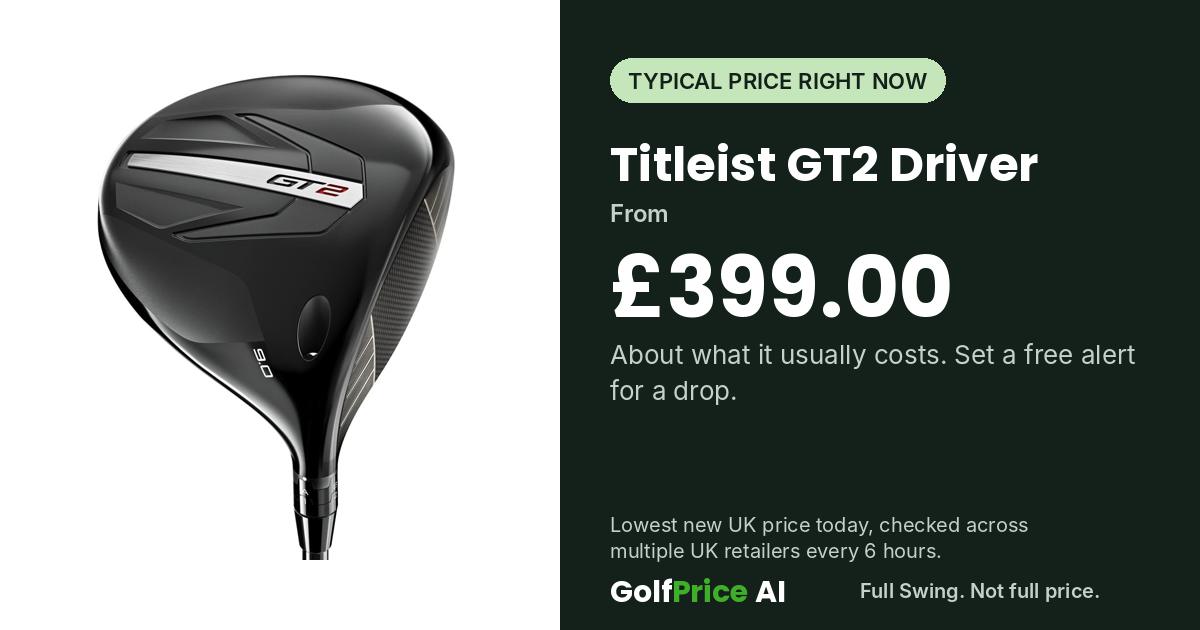 GT2
9.0
TYPICAL PRICE RIGHT NOW
Titleist GT2 Driver
From
£399.00
About what it usually costs. Set a free alert
for a drop.
Lowest new UK price today, checked across
multiple UK retailers every 6 hours.
GolfPrice AI
Full Swing. Not full price.